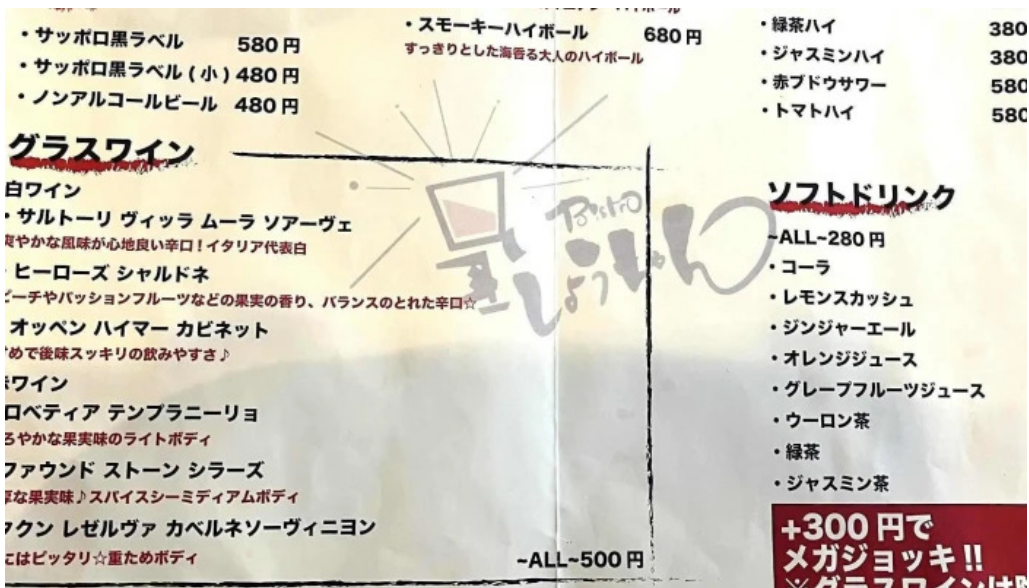 ・サッポロ黒ラベル 580円
・サッポロ黒ラベル(小) 480円
・ノンアルコールビール 480円
・スモーキーハイボール 680円
すっきりとした海香る大人のハイボール
・緑茶ハイ 380
・ジャスミンハイ 380
・赤ブドウサワー 580
・トマトハイ 580
グラスワイン
白ワイン
・サルトーリ ヴィッラ ムーラ ソアーヴェ
爽やかな風味が心地良い辛口!イタリア代表白
ヒーローズ シャルドネ
ピーチやパッションフルーツなどの果実の香り、バランスのとれた辛口☆
オッペン ハイマー カビネット
めで後味スッキリの飲みやすさ♪
ワイン
ロベティア テンプラニーリョ
ろやかな果実味のライトボディ
ファウンド ストーン シラーズ
な果実味♪スパイスシーミディアムボディ
ククン レゼルヴァ カベルネソーヴィニヨン
にはピッタリ☆重ためボディ
~ALL~500円
Bistro
しょうちゃん
ソフトドリンク
~ALL~280円
・コーラ
・レモンスカッシュ
・ジンジャーエール
・オレンジジュース
・グレープフルーツジュース
・ウーロン茶
・緑茶
・ジャスミン茶
+300円で
メガジョッキ!!
※グラスワインは